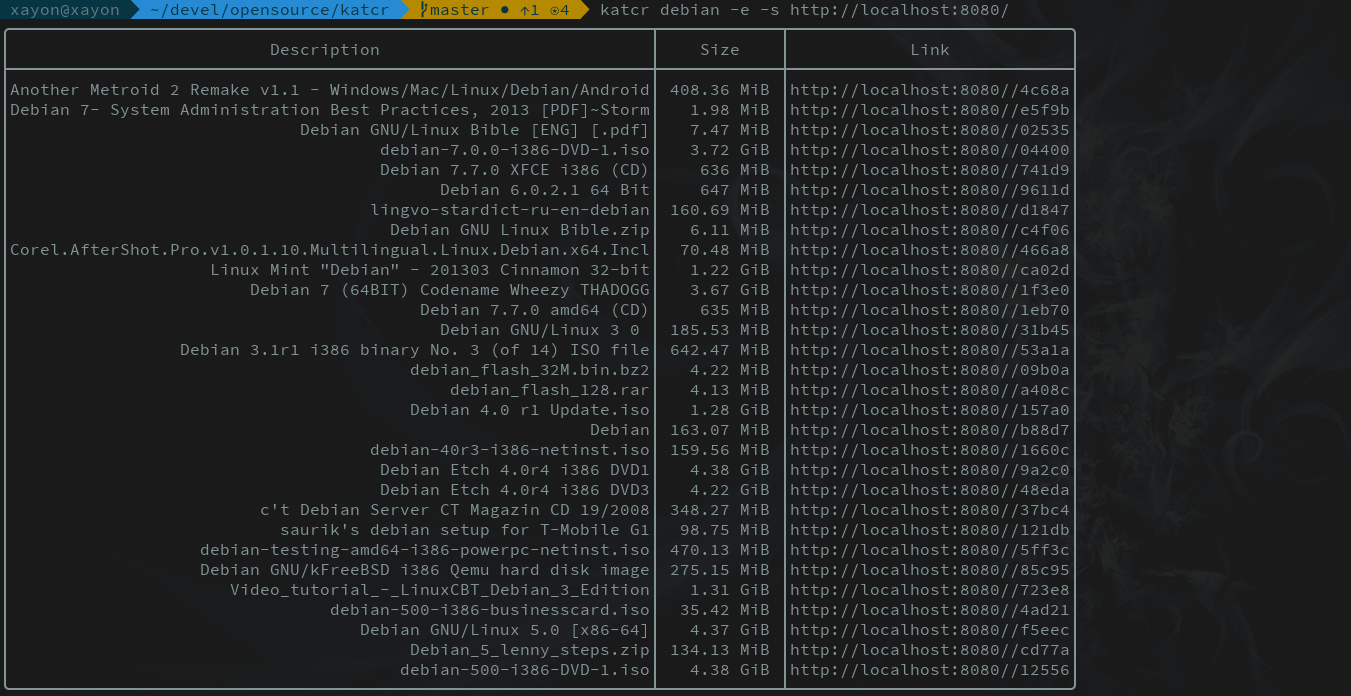 xayon@xayon ~/devel/opensource/katcr master ● ↑1 ⍟4 katcr debian -e -s http://localhost:8080/
Description Size Link
Another Metroid 2 Remake v1.1 - Windows/Mac/Linux/Debian/Android 408.36 MiB http://localhost:8080//4c68a
Debian 7- System Administration Best Practices, 2013 [PDF]~Storm 1.98 MiB http://localhost:8080//e5f9b
Debian GNU/Linux Bible [ENG] [.pdf] 7.47 MiB http://localhost:8080//02535
debian-7.0.0-i386-DVD-1.iso 3.72 GiB http://localhost:8080//04400
Debian 7.7.0 XFCE i386 (CD) 636 MiB http://localhost:8080//741d9
Debian 6.0.2.1 64 Bit 647 MiB http://localhost:8080//9611d
lingvo-stardict-ru-en-debian 160.69 MiB http://localhost:8080//d1847
Debian GNU Linux Bible.zip 6.11 MiB http://localhost:8080//c4f06
Corel.AfterShot.Pro.v1.0.1.10.Multilingual.Linux.Debian.x64.Incl 70.48 MiB http://localhost:8080//466a8
Linux Mint "Debian" - 201303 Cinnamon 32-bit 1.22 GiB http://localhost:8080//ca02d
Debian 7 (64BIT) Codename Wheezy THADOGG 3.67 GiB http://localhost:8080//1f3e0
Debian 7.7.0 amd64 (CD) 635 MiB http://localhost:8080//1eb70
Debian GNU/Linux 3 0 185.53 MiB http://localhost:8080//31b45
Debian 3.1r1 i386 binary No. 3 (of 14) ISO file 642.47 MiB http://localhost:8080//53a1a
debian_flash_32M.bin.bz2 4.22 MiB http://localhost:8080//09b0a
debian_flash_128.rar 4.13 MiB http://localhost:8080//a408c
Debian 4.0 r1 Update.iso 1.28 GiB http://localhost:8080//157a0
Debian 163.07 MiB http://localhost:8080//b88d7
debian-40r3-i386-netinst.iso 159.56 MiB http://localhost:8080//1660c
Debian Etch 4.0r4 i386 DVD1 4.38 GiB http://localhost:8080//9a2c0
Debian Etch 4.0r4 i386 DVD3 4.22 GiB http://localhost:8080//48eda
c't Debian Server CT Magazin CD 19/2008 348.27 MiB http://localhost:8080//37bc4
saurik's debian setup for T-Mobile G1 98.75 MiB http://localhost:8080//121db
debian-testing-amd64-i386-powerpc-netinst.iso 470.13 MiB http://localhost:8080//5ff3c
Debian GNU/kFreeBSD i386 Qemu hard disk image 275.15 MiB http://localhost:8080//85c95
Video_tutorial_-_LinuxCBT_Debian_3_Edition 1.31 GiB http://localhost:8080//723e8
debian-500-i386-businesscard.iso 35.42 MiB http://localhost:8080//4ad21
Debian GNU/Linux 5.0 [x86-64] 4.37 GiB http://localhost:8080//f5eec
Debian_5_lenny_steps.zip 134.13 MiB http://localhost:8080//cd77a
debian-500-i386-DVD-1.iso 4.38 GiB http://localhost:8080//12556